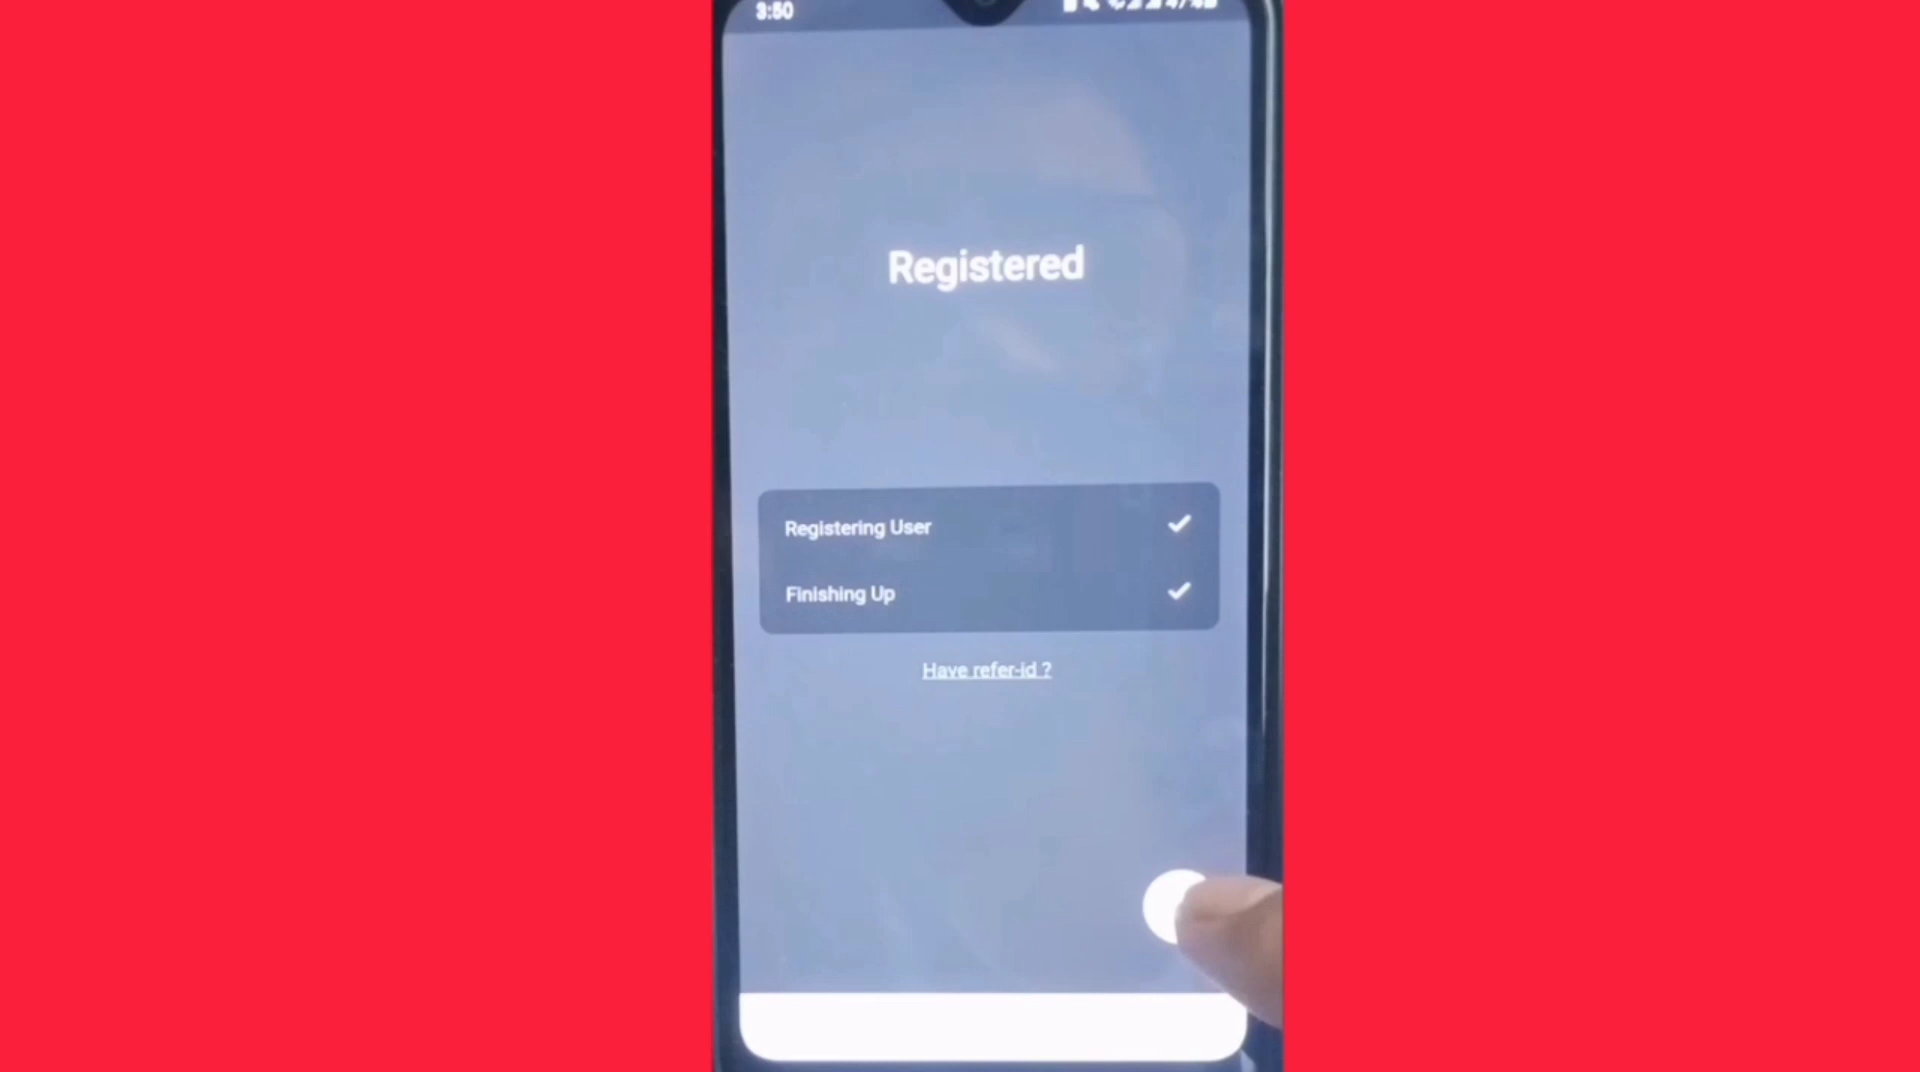 3:50
Registered
Registering User
Finishing Up
Have refer-id ?